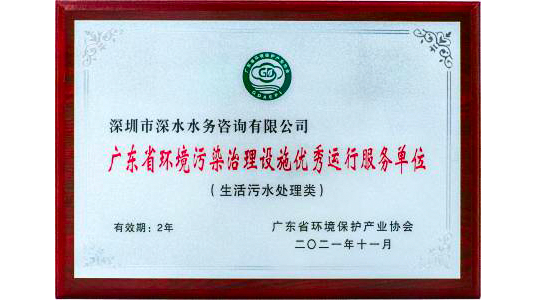 深圳市深水水务咨询有限公司
广东省环境污染治理设施优秀运行服务单位
（生活污水处理类）
有效期：2年
广东省环境保护产业协会
二〇二一年十一月